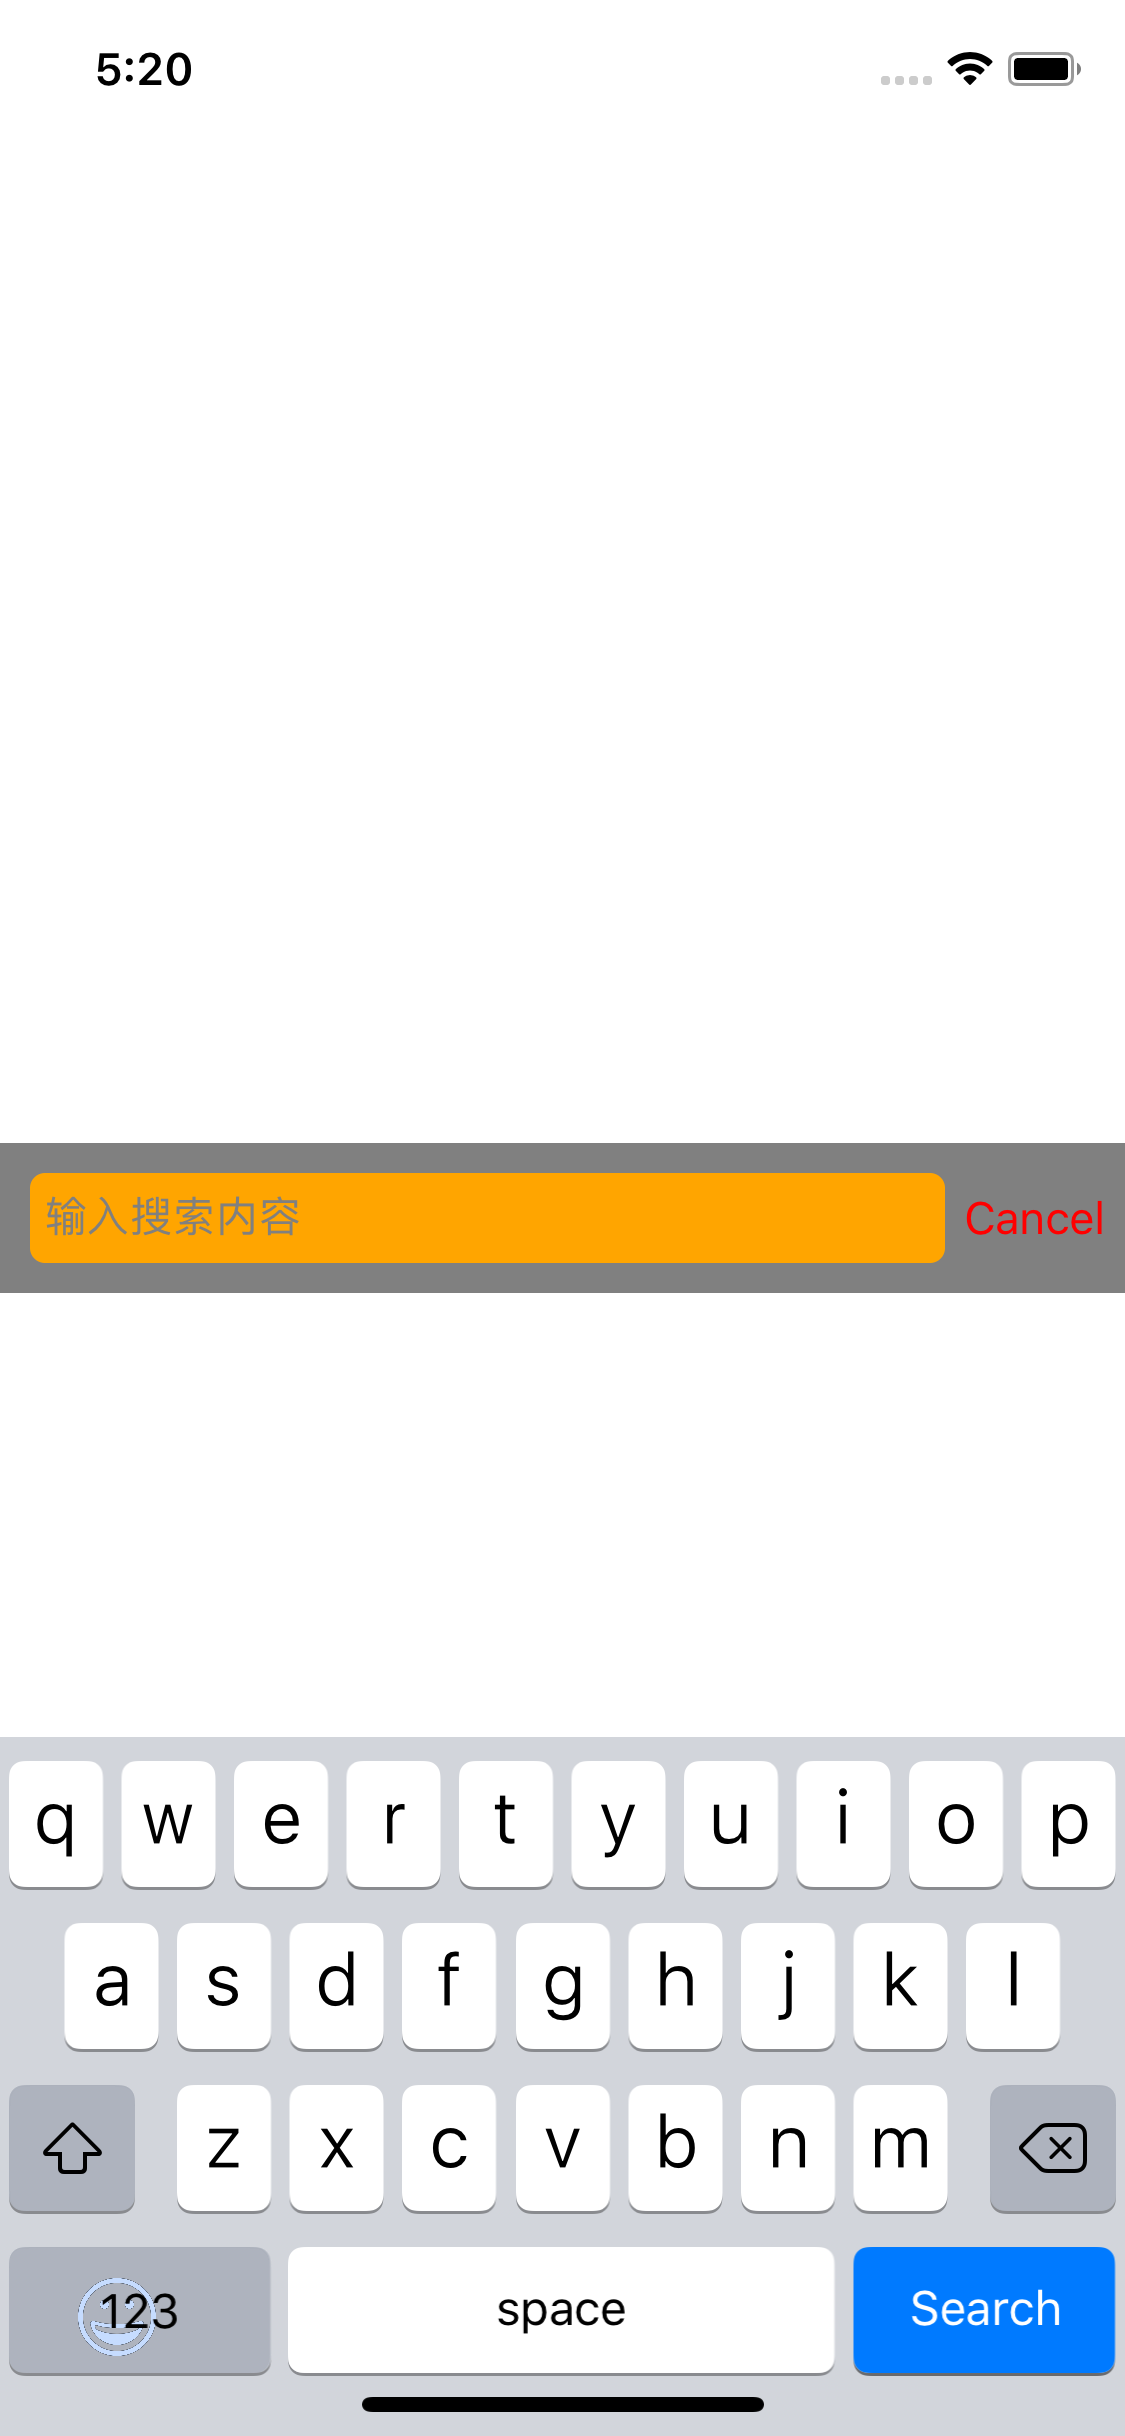 5:20
输入搜索内容 Cancel
q w e r t y u i o p
a s d f g h j k l
z x c v b n m
123 space Search